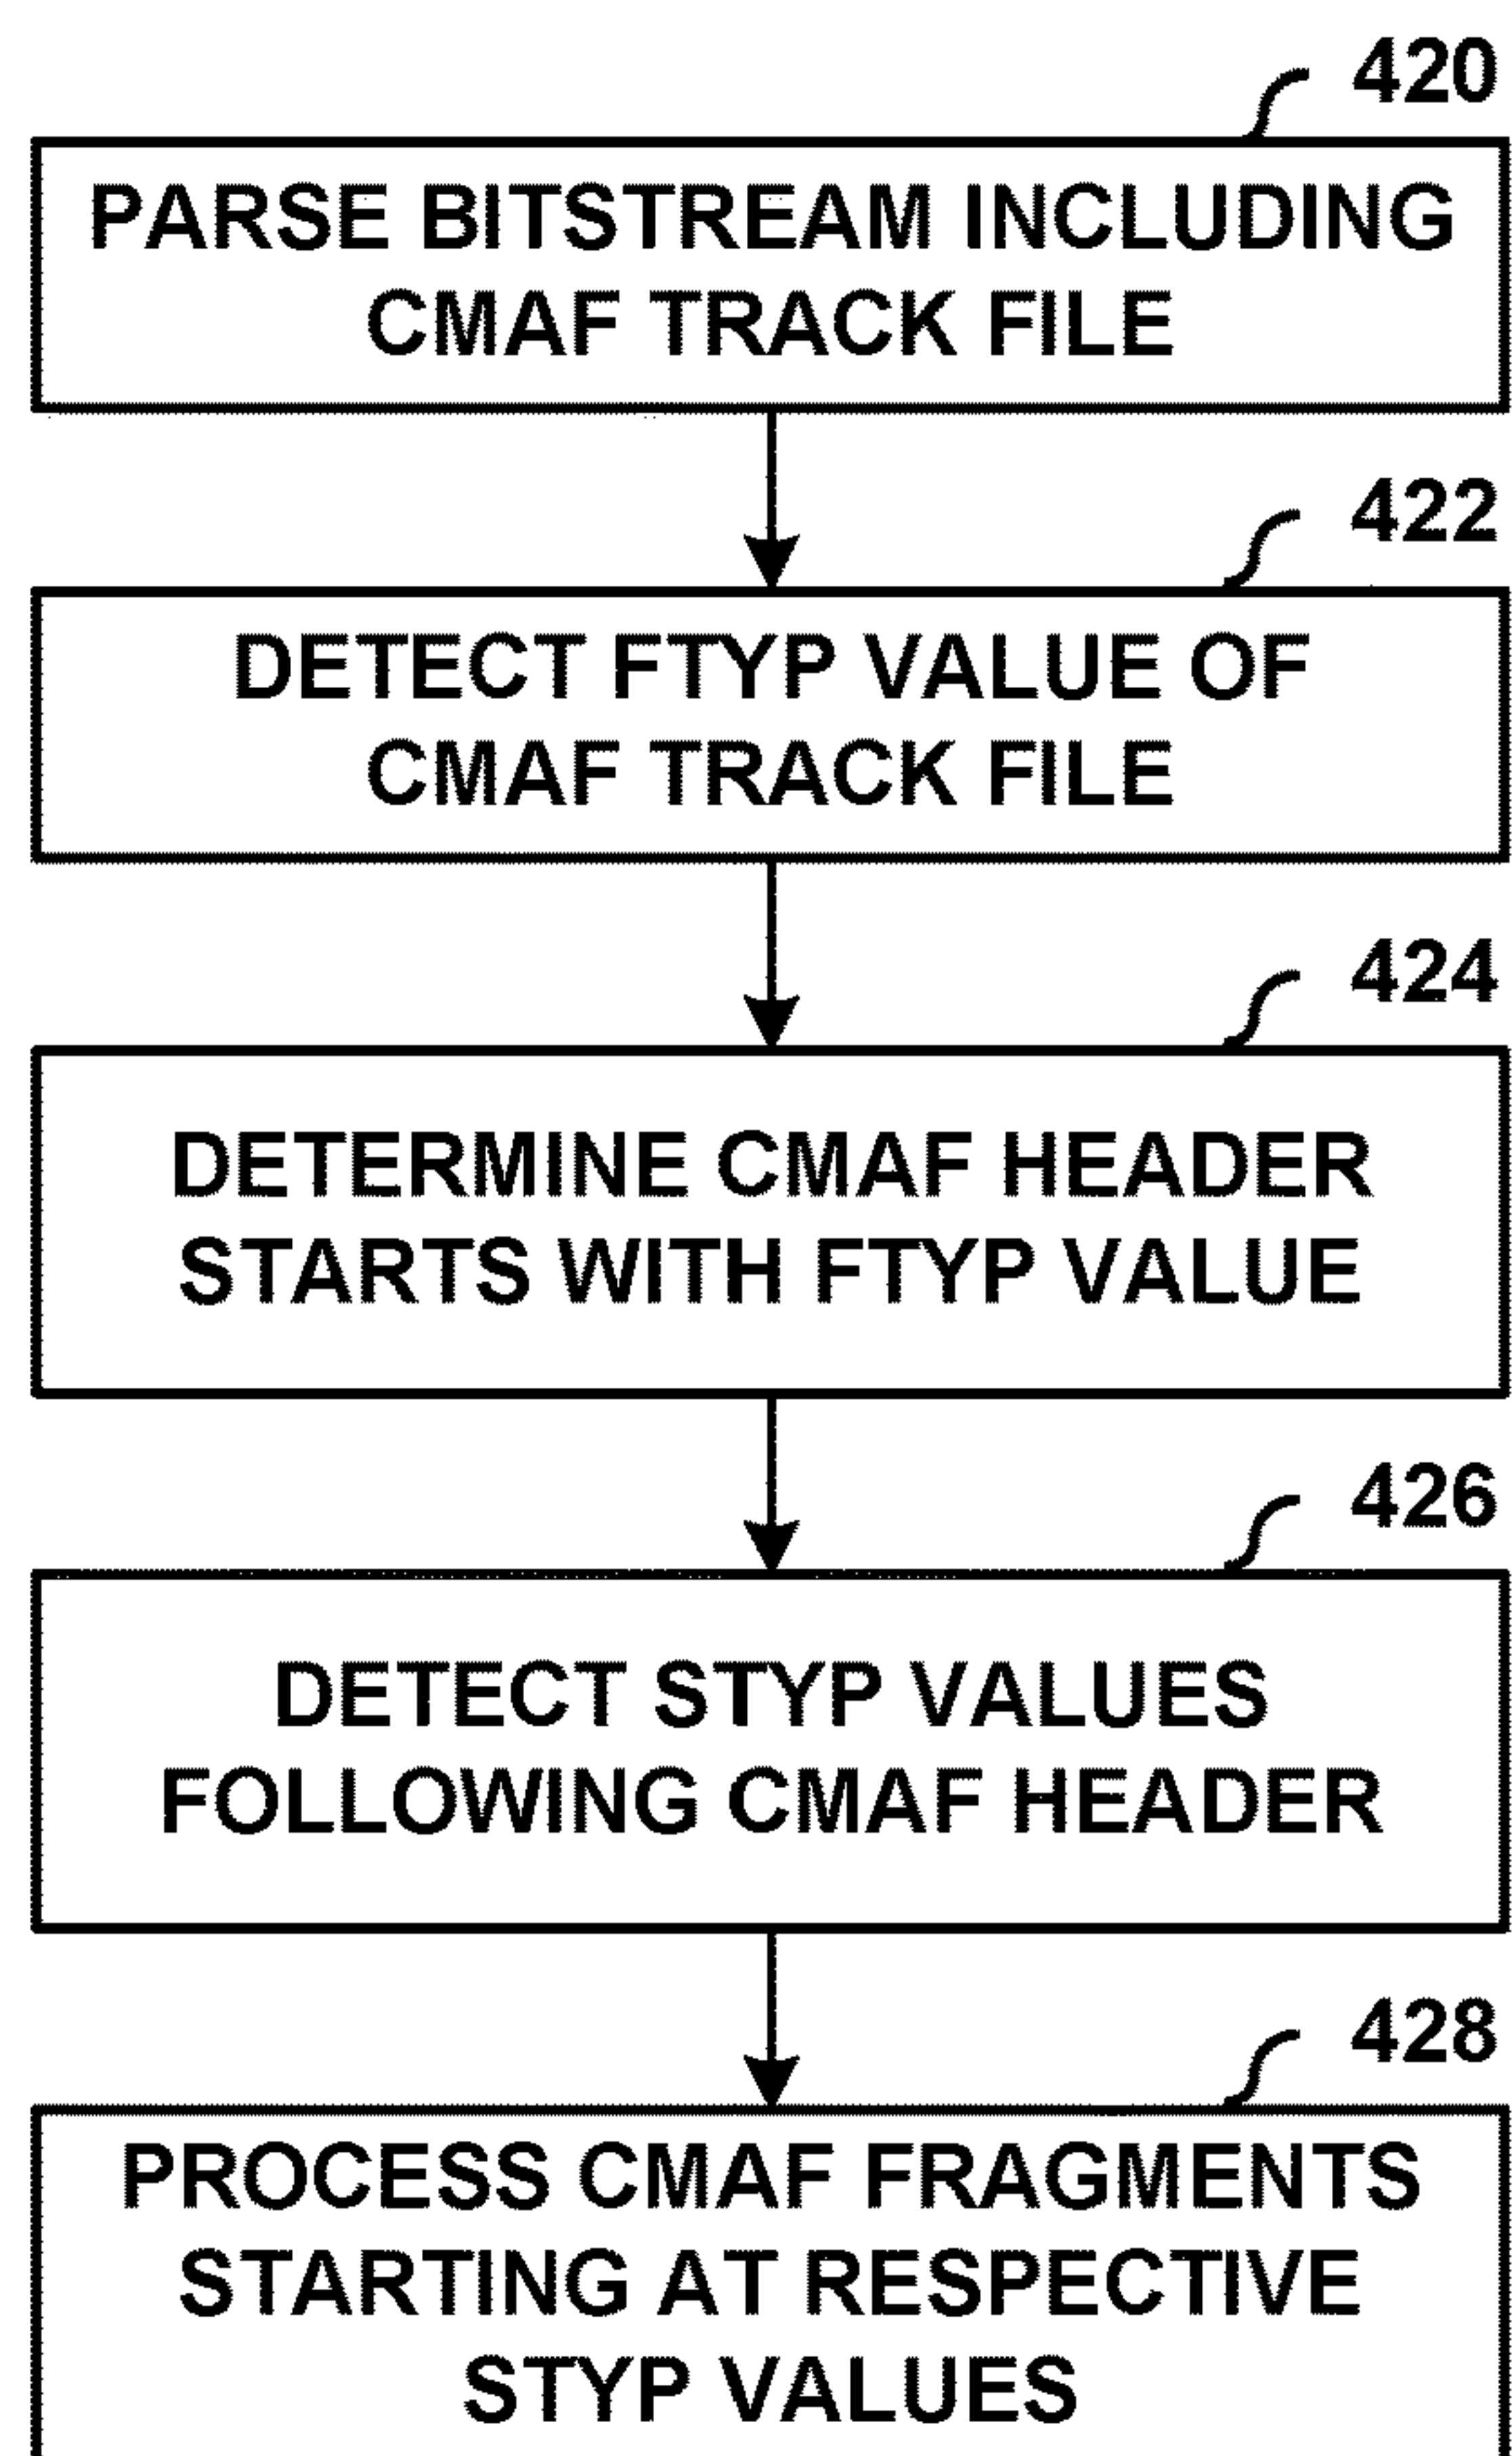 420
PARSE BITSTREAM INCLUDING
CMAF TRACK FILE
422
DETECT FTYP VALUE OF
CMAF TRACK FILE
424
DETERMINE CMAF HEADER
STARTS WITH FTYP VALUE
426
DETECT STYP VALUES
FOLLOWING CMAF HEADER
428
PROCESS CMAF FRAGMENTS
STARTING AT RESPECTIVE
STYP VALUES